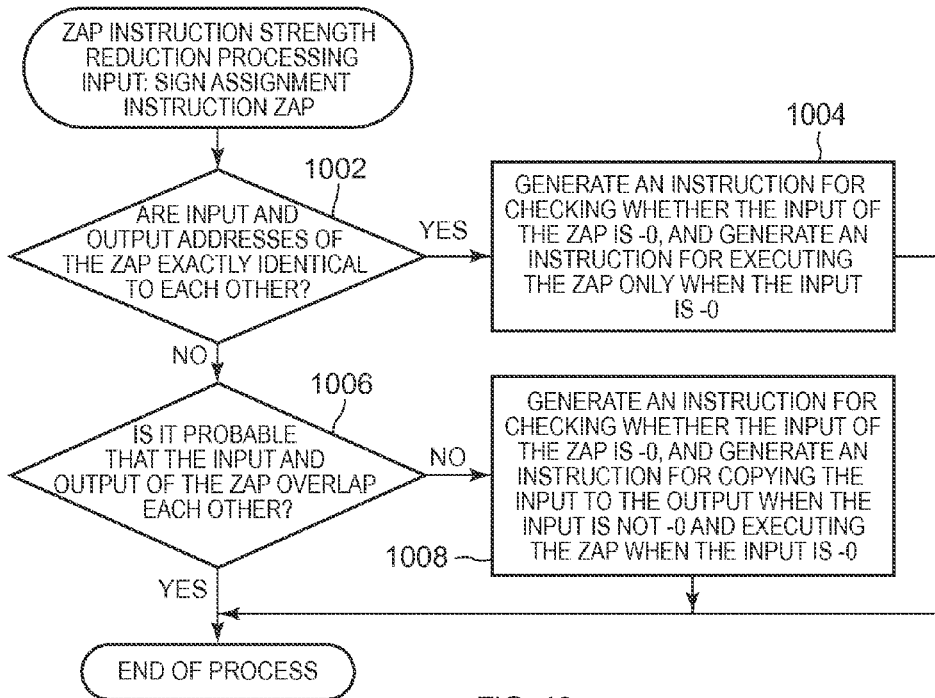 ZAP INSTRUCTION STRENGTH
REDUCTION PROCESSING
INPUT: SIGN ASSIGNMENT
INSTRUCTION ZAP
1002
ARE INPUT AND
OUTPUT ADDRESSES OF
THE ZAP EXACTLY IDENTICAL
TO EACH OTHER?
YES
1004
GENERATE AN INSTRUCTION FOR
CHECKING WHETHER THE INPUT OF
THE ZAP IS -0, AND GENERATE AN
INSTRUCTION FOR EXECUTING
THE ZAP ONLY WHEN THE INPUT
IS -0
NO
1006
IS IT PROBABLE
THAT THE INPUT AND
OUTPUT OF THE ZAP OVERLAP
EACH OTHER?
NO
GENERATE AN INSTRUCTION FOR
CHECKING WHETHER THE INPUT OF
THE ZAP IS -0, AND GENERATE AN
INSTRUCTION FOR COPYING THE
INPUT TO THE OUTPUT WHEN THE
INPUT IS NOT -0 AND EXECUTING
THE ZAP WHEN THE INPUT IS -0
1008
YES
END OF PROCESS